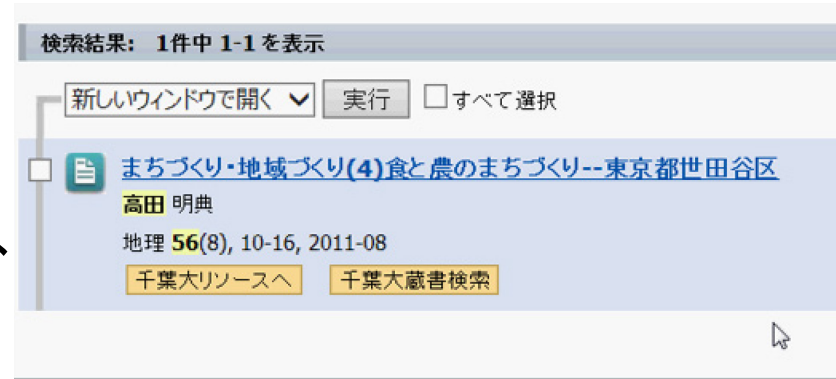 検索結果: 1件中 1-1 を表示
新しいウィンドウで開く 実行 すべて選択
まちづくり・地域づくり(4)食と農のまちづくり--東京都世田谷区
高田 明典
地理 56(8), 10-16, 2011-08
千葉大リソースへ 千葉大蔵書検索